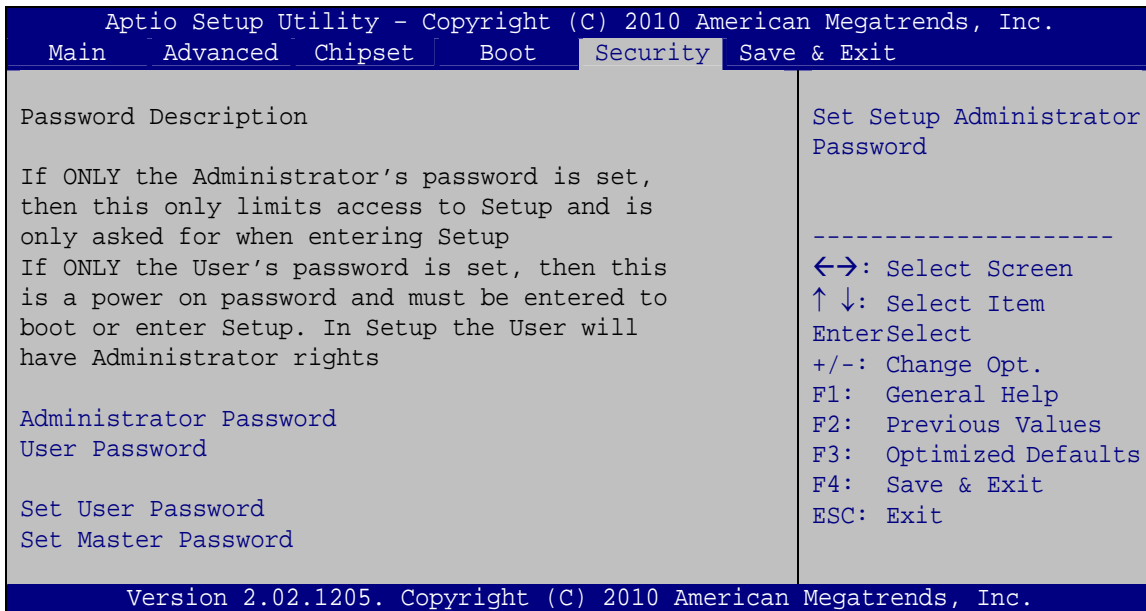 Aptio Setup Utility – Copyright (C) 2010 American Megatrends, Inc.
Main Advanced Chipset Boot Security Save & Exit
Password Description
If ONLY the Administrator’s password is set,
then this only limits access to Setup and is
only asked for when entering Setup
If ONLY the User’s password is set, then this
is a power on password and must be entered to
boot or enter Setup. In Setup the User will
have Administrator rights
Administrator Password
User Password
Set User Password
Set Master Password
Set Setup Administrator
Password
---------------------
←→: Select Screen
↑ ↓: Select Item
EnterSelect
+/-: Change Opt.
F1: General Help
F2: Previous Values
F3: Optimized Defaults
F4: Save & Exit
ESC: Exit
Version 2.02.1205. Copyright (C) 2010 American Megatrends, Inc.